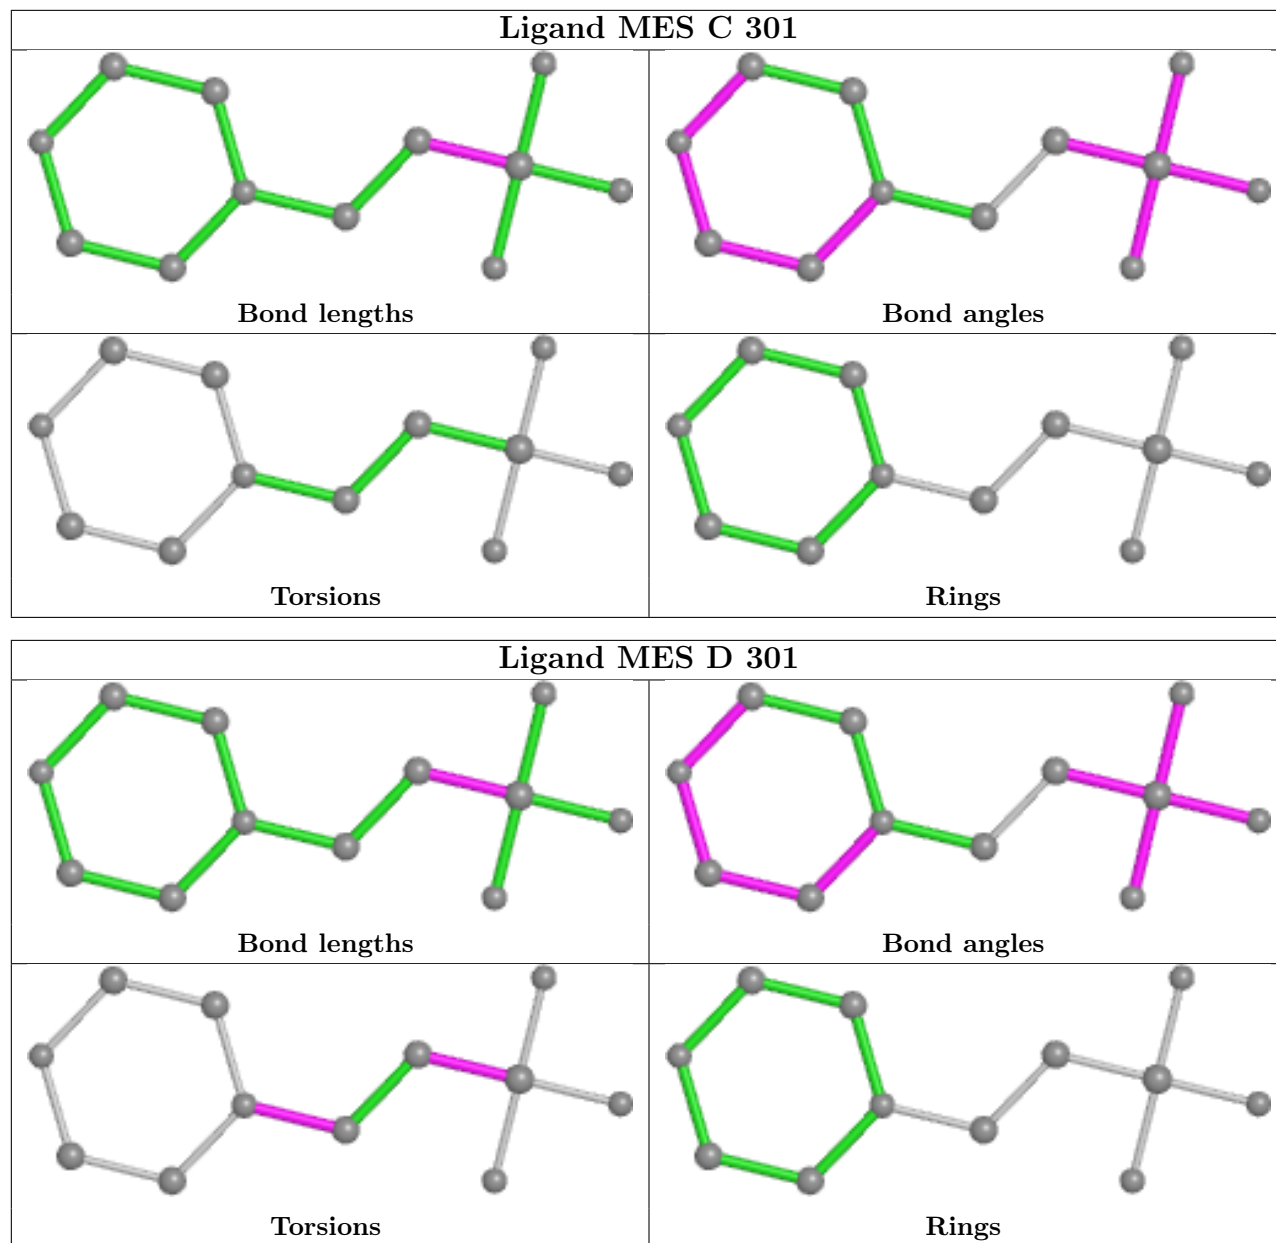 Ligand MES C 301
Bond lengths
Bond angles
Torsions
Rings
Ligand MES D 301
Bond lengths
Bond angles
Torsions
Rings